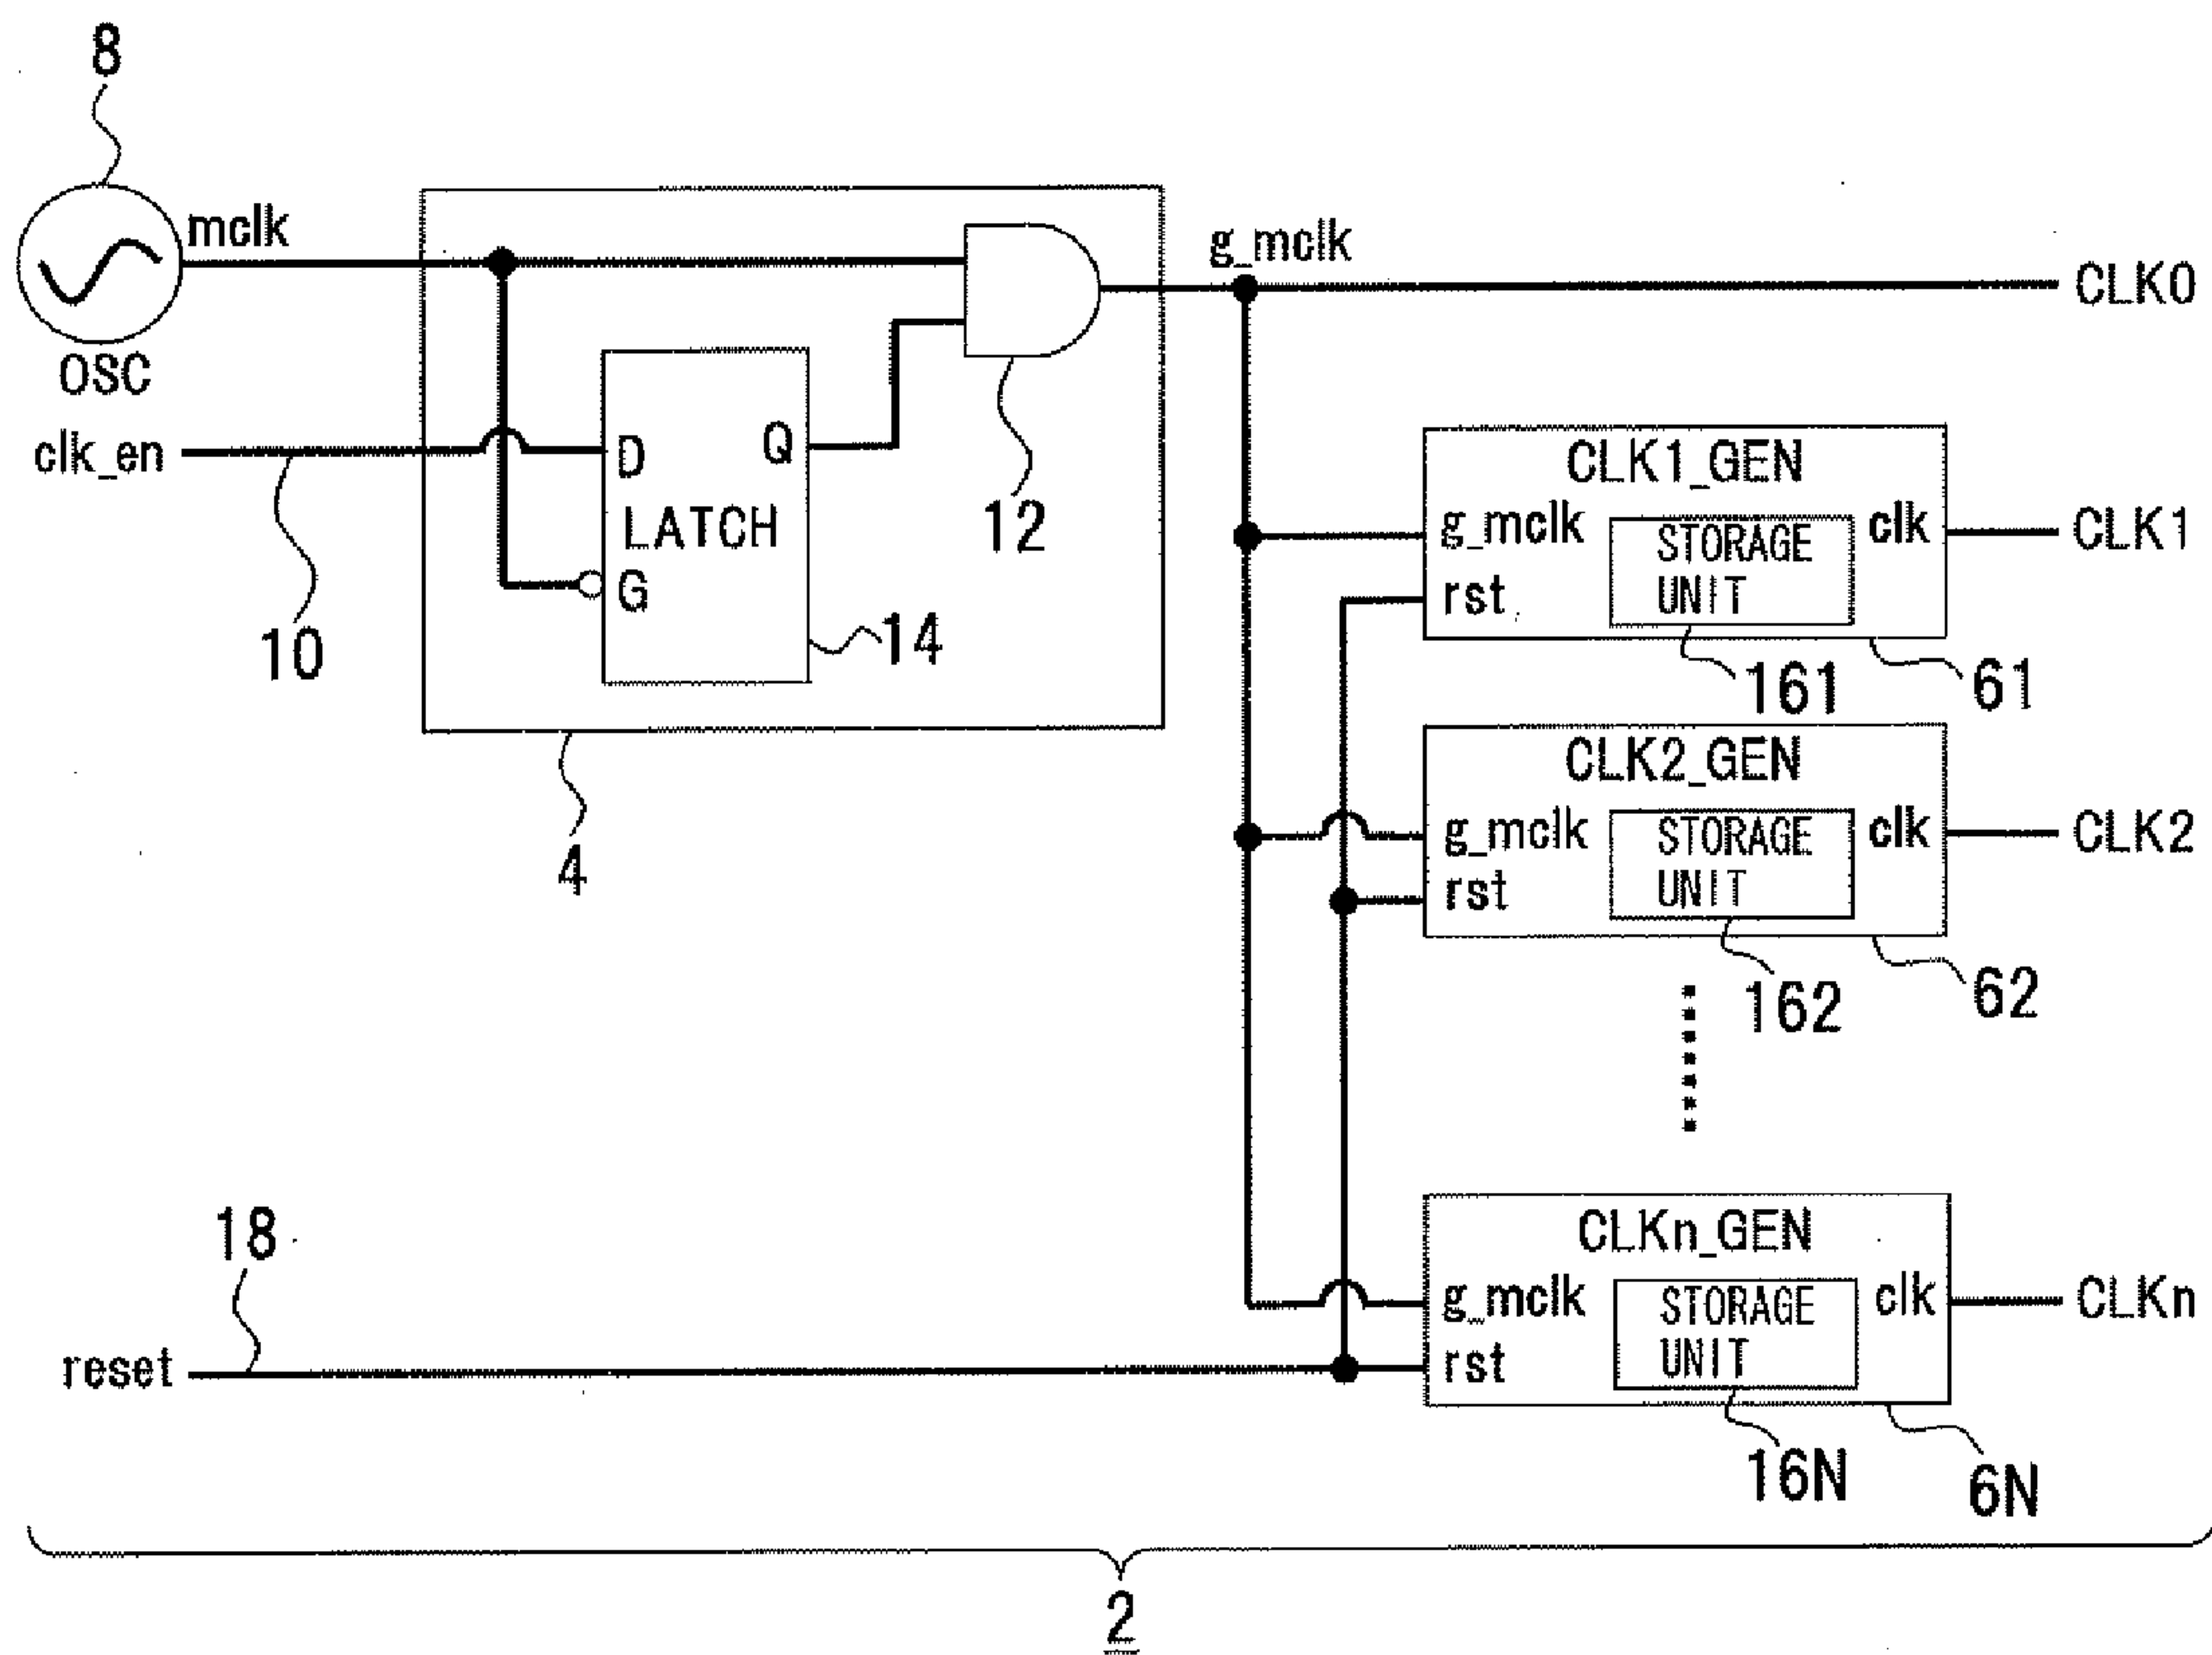 8
mclk
g_mclk
CLK0
OSC
clk_en
D
Q
LATCH
G
10
12
14
4
CLK1_GEN
g_mclk
STORAGE
UNIT
clk
CLK1
rst
161
61
CLK2_GEN
g_mclk
STORAGE
UNIT
clk
CLK2
rst
162
62
CLKn_GEN
g_mclk
STORAGE
UNIT
clk
CLKn
rst
16N
6N
18
reset
2